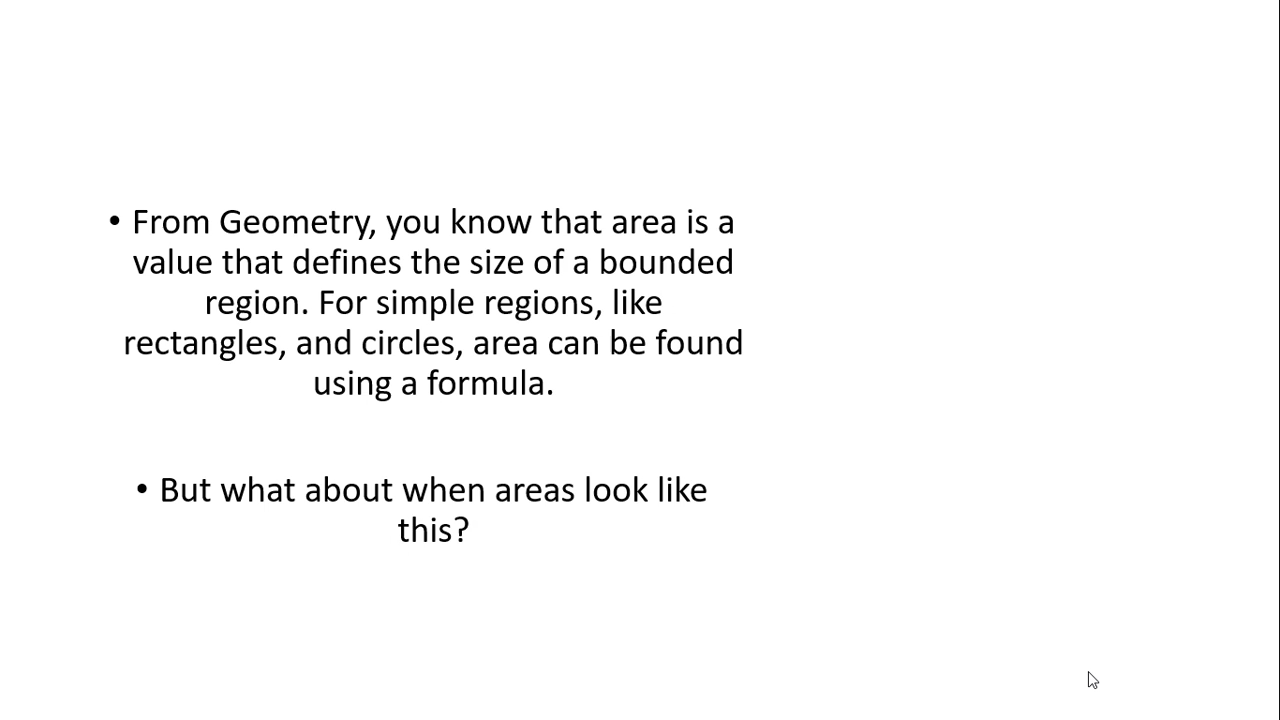 • From Geometry, you know that area is a
value that defines the size of a bounded
region. For simple regions, like
rectangles, and circles, area can be found
using a formula.
• But what about when areas look like
this?